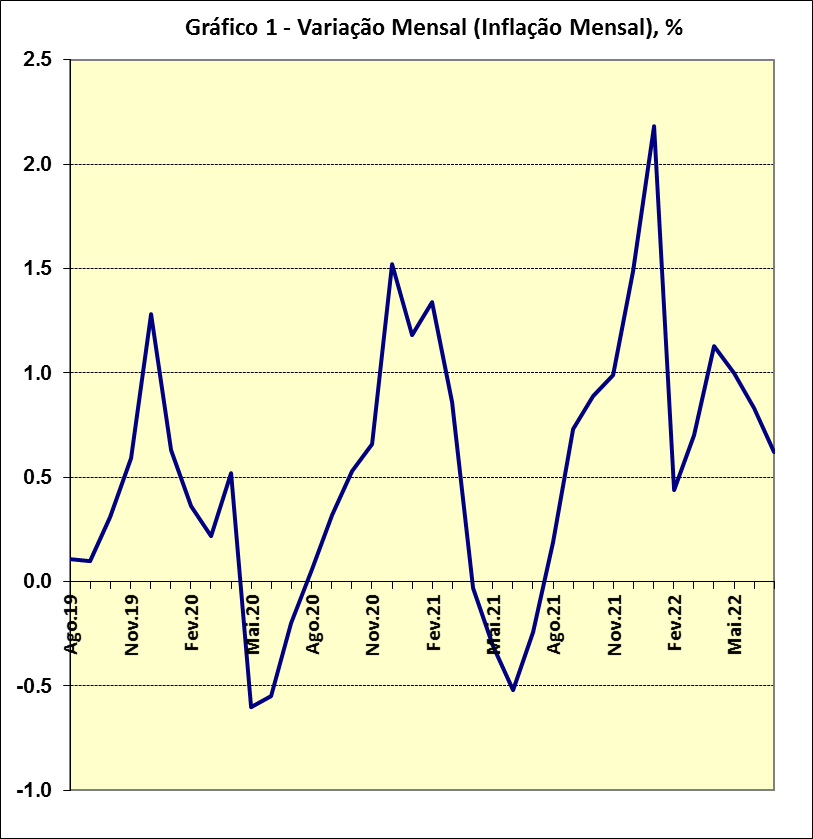 Gráfico 1 - Variação Mensal (Inflação Mensal), %
2.5
2.0
1.5
1.0
0.5
0.0
-0.5
-1.0
Ago.19
Nov.19
Fev.20
Mai.20
Ago.20
Nov.20
Fev.21
Mai.21
Ago.21
Nov.21
Fev.22
Mai.22